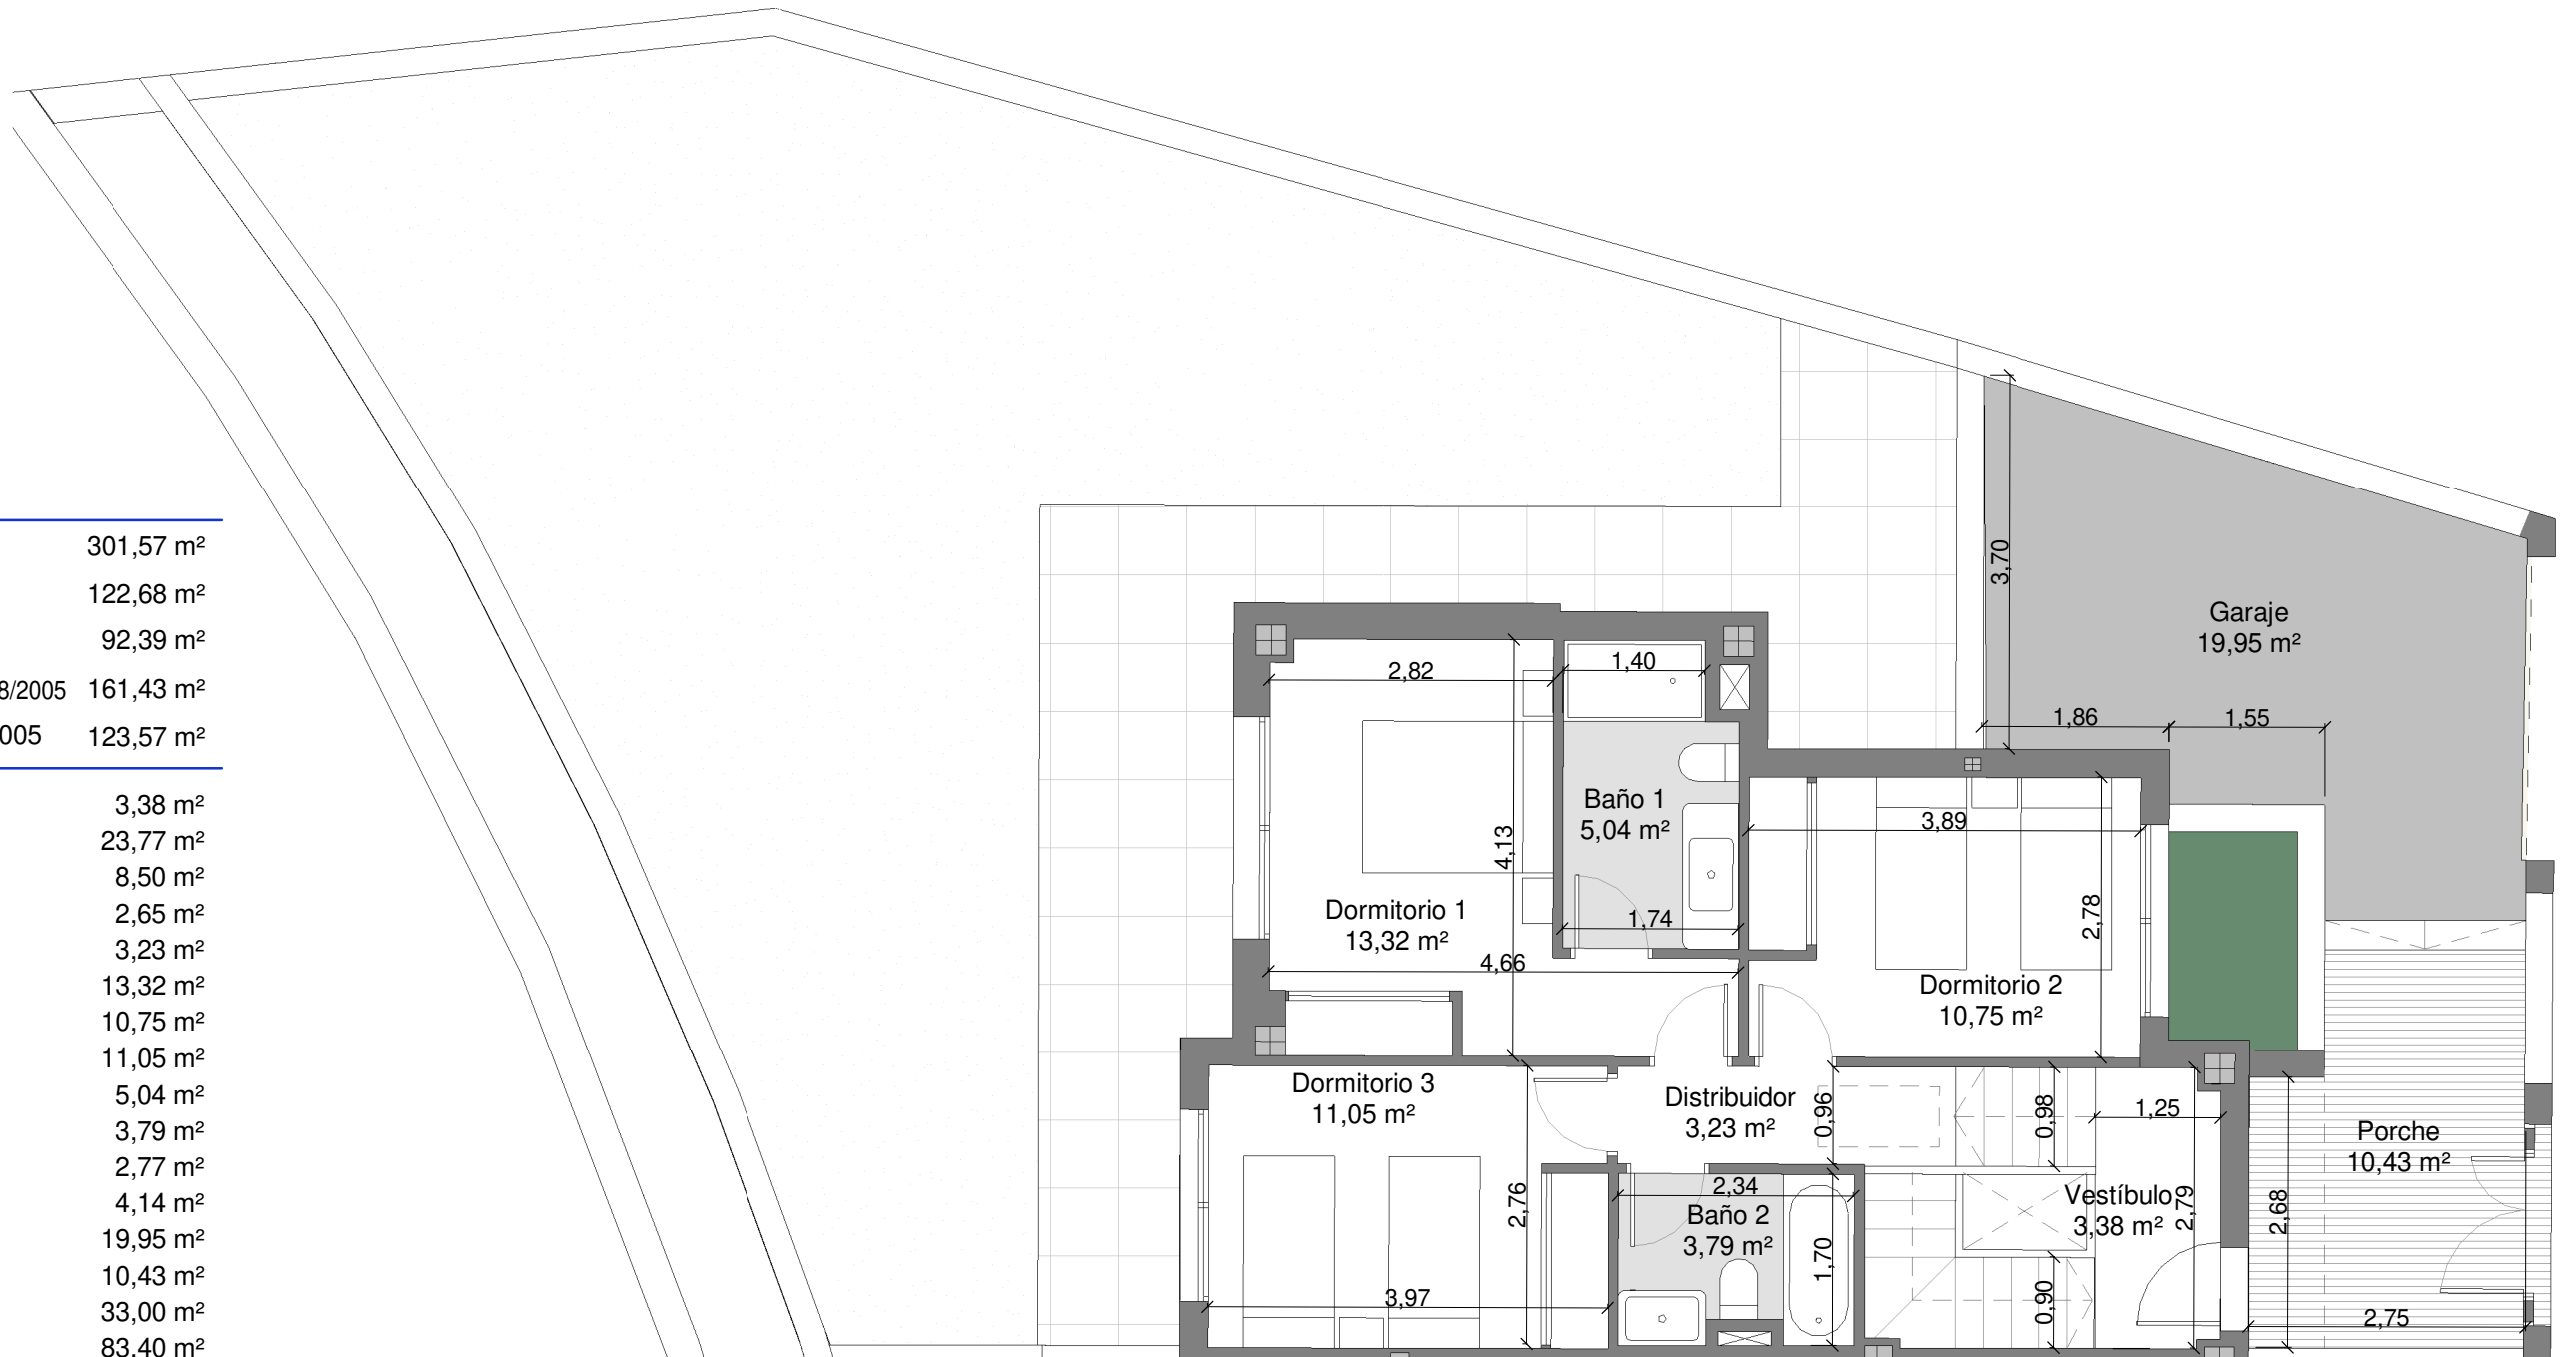 301,57 m²
122,68 m²
92,39 m²
8/2005 161,43 m²
005 123,57 m²
3,38 m²
23,77 m²
8,50 m²
2,65 m²
3,23 m²
13,32 m²
10,75 m²
11,05 m²
5,04 m²
3,79 m²
2,77 m²
4,14 m²
19,95 m²
10,43 m²
33,00 m²
83,40 m²
3,70
Garaje
19,95 m²
1,86
1,55
2,82
1,40
4,13
Baño 1
5,04 m²
1,74
3,89
2,78
Dormitorio 1
13,32 m²
4,66
Dormitorio 2
10,75 m²
Dormitorio 3
11,05 m²
2,76
3,97
Distribuidor
3,23 m²
0,96
0,98
1,25
2,34
Baño 2
3,79 m²
1,70
Vestíbulo
3,38 m²
2,79
0,90
2,68
Porche
10,43 m²
2,75